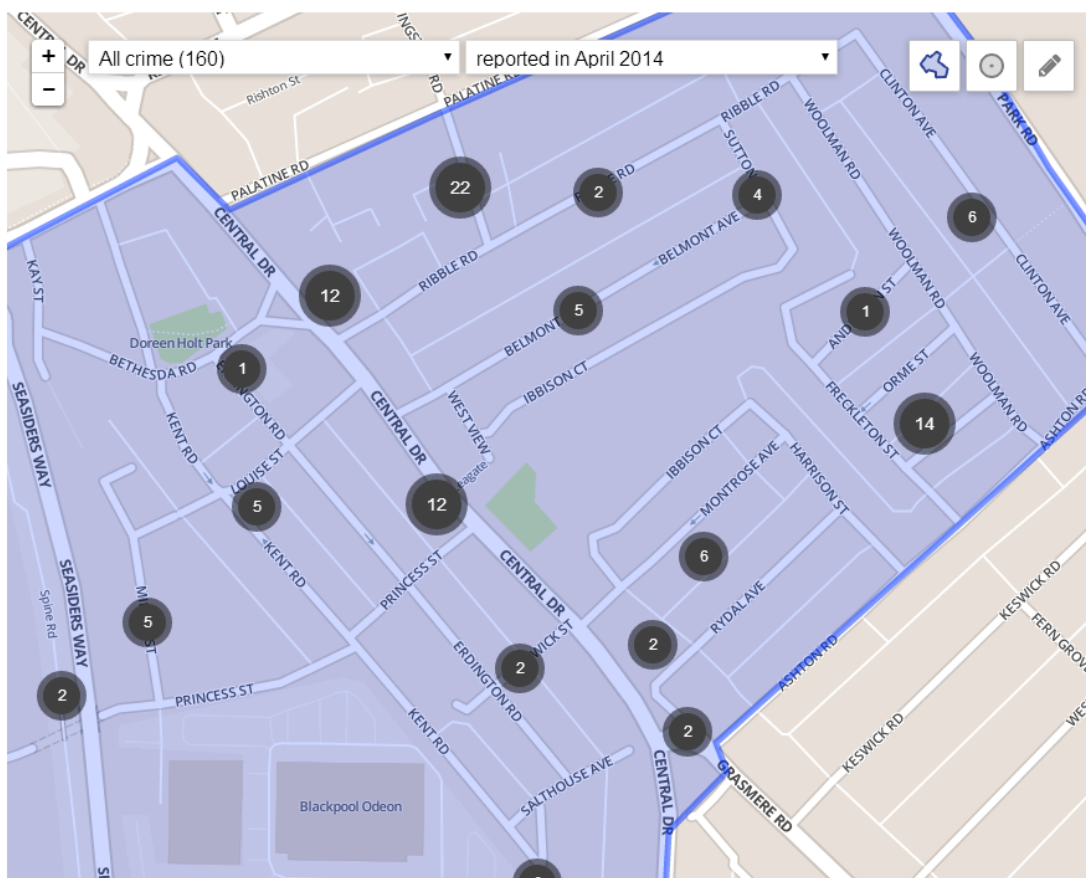 CENTRAL DR
+
All crime (160)
reported in April 2014
−
Rishton St
PALATINE RD
PALATINE RD
RIBBLE RD
SUTTON
WOOLMAN RD
CLINTON AVE
PARK RD
22
2
4
6
CENTRAL DR
KAY ST
RIBBLE RD
BELMONT AVE
WOOLMAN RD
CLINTON AVE
12
5
1
Doreen Holt Park
BETHESDA RD
1
BELMONT
IBBISON CT
ORME ST
WOOLMAN RD
SEASIDERS WAY
KENT RD
CENTRAL DR
WEST VIEW
FRECKLETON ST
14
ASHTON RD
LOUISE ST
IBBISON CT
MONTROSE AVE
HARRISON ST
5
12
eagate
KENT RD
PRINCESS ST
CENTRAL DR
6
SEASIDERS WAY
Spine Rd
5
RYDAL AVE
KESWICK RD
FERN GROV
2
2
WICK ST
2
ERDINGTON RD
ASHTON RD
PRINCESS ST
KENT RD
2
KESWICK RD
SALTHOUSE AVE
CENTRAL DR
GRASMERE RD
Blackpool Odeon